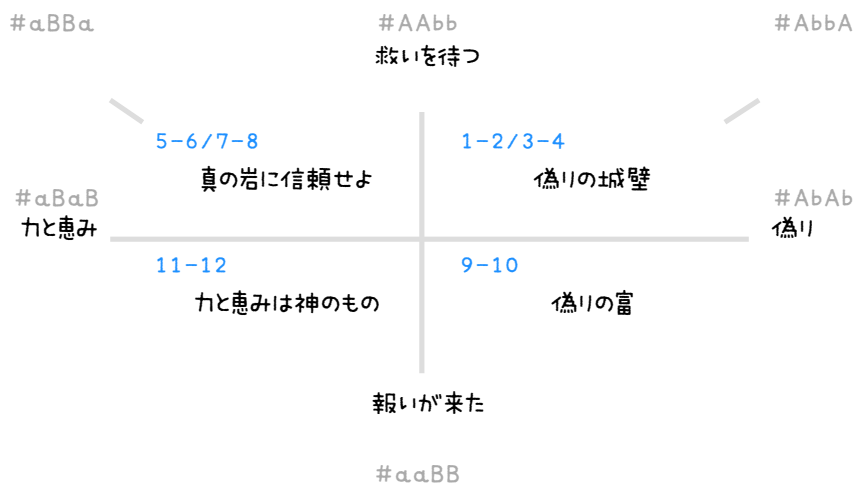 #aBBa
#AAbb
#AbbA
救いを待つ
5-6/7-8
1-2/3-4
真の岩に信頼せよ
偽りの城壁
#aBaB
#AbAb
力と恵み
偽り
11-12
9-10
力と恵みは神のもの
偽りの富
報いが来た
#aaBB